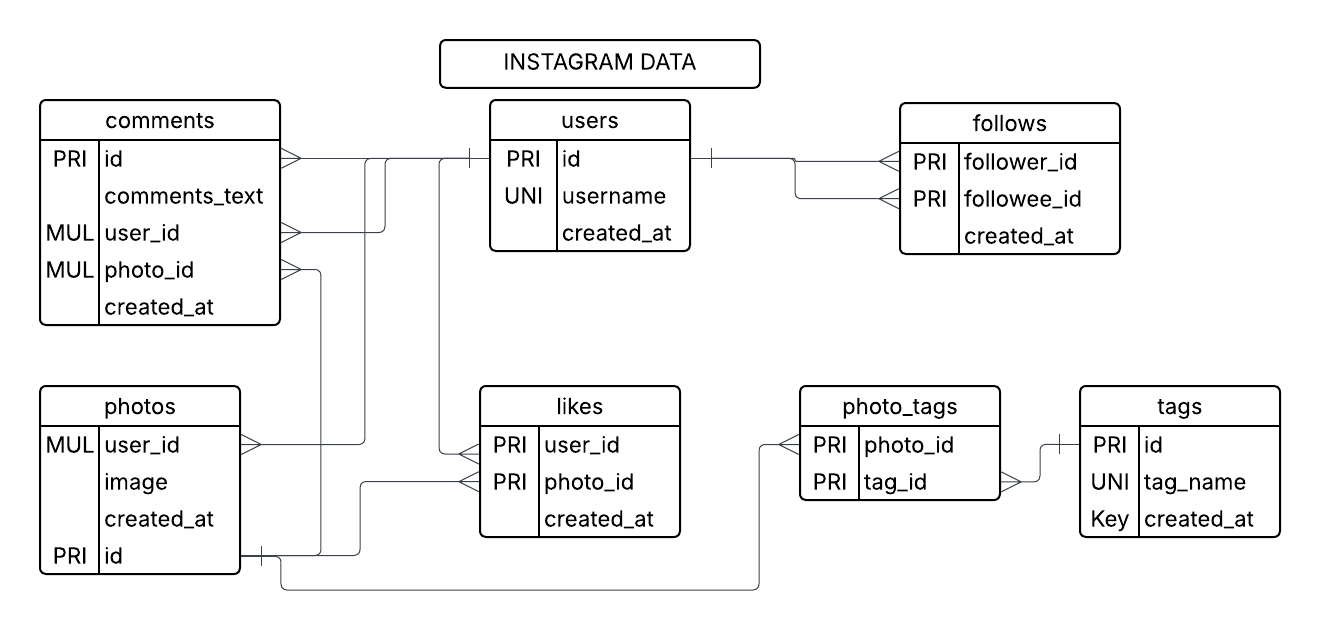 INSTAGRAM DATA
comments
PRI id
comments_text
MUL user_id
MUL photo_id
created_at
users
PRI id
UNI username
created_at
follows
PRI follower_id
PRI followee_id
created_at
photos
MUL user_id
image
created_at
PRI id
likes
PRI user_id
PRI photo_id
created_at
photo_tags
PRI photo_id
PRI tag_id
tags
PRI id
UNI tag_name
Key created_at